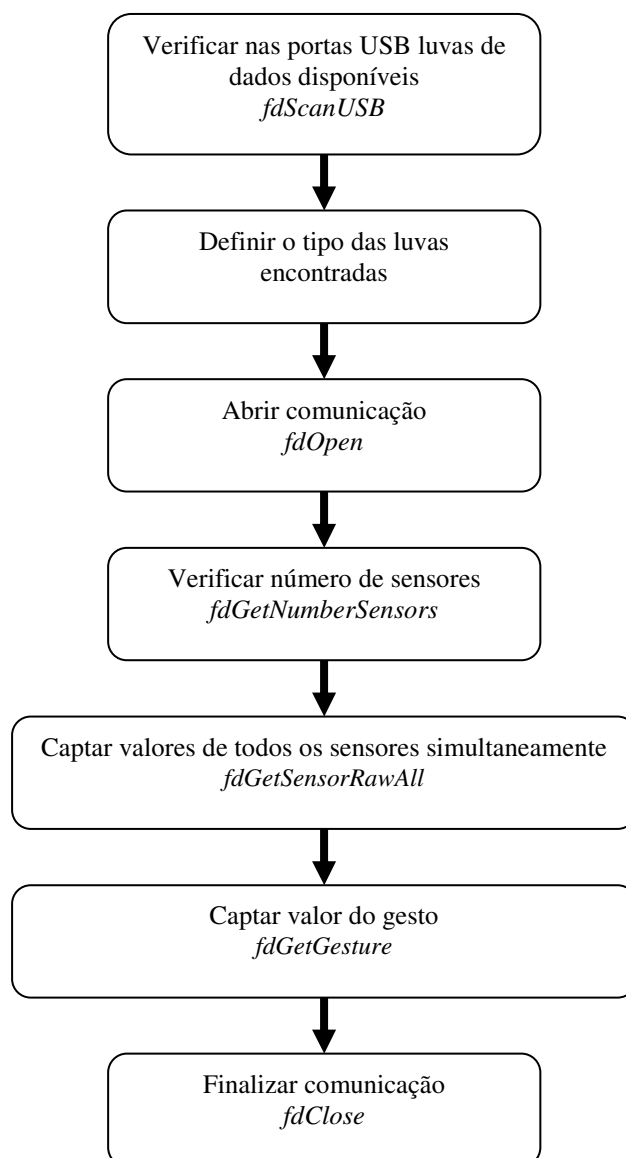 Verificar nas portas USB luvas de
dados disponíveis
fdScanUSB
Definir o tipo das luvas
encontradas
Abrir comunicação
fdOpen
Verificar número de sensores
fdGetNumberSensors
Captar valores de todos os sensores simultaneamente
fdGetSensorRawAll
Captar valor do gesto
fdGetGesture
Finalizar comunicação
fdClose